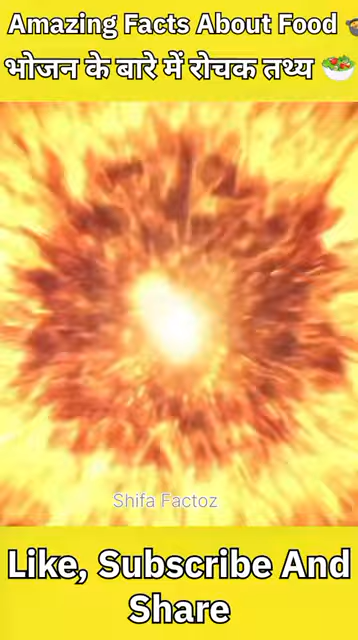 Amazing Facts About Food
भोजन के बारे में रोचक तथ्य 🥗
Shifa Factoz
Like, Subscribe And
Share